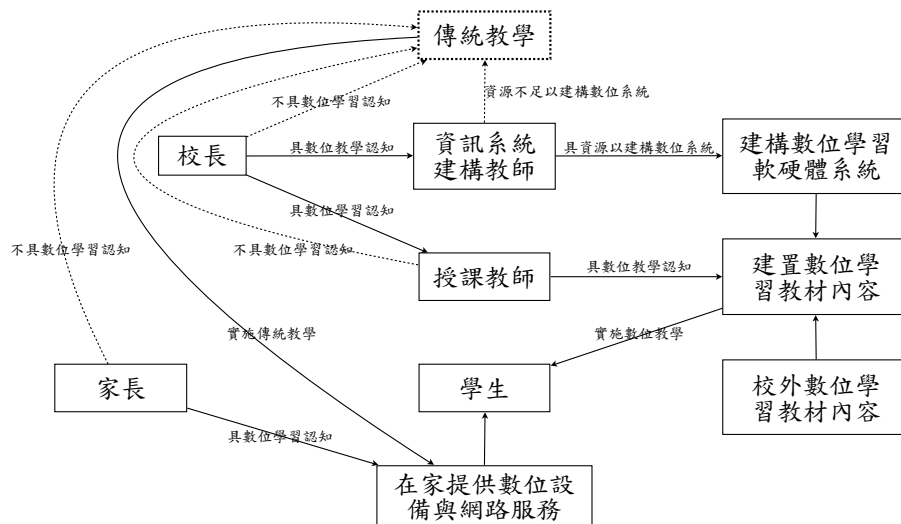 傳統教學
資源不足以建構數位系統
不具數位學習認知
校長
具數位教學認知
資訊系統
建構教師
具資源以建構數位系統
建構數位學習
軟硬體系統
具數位學習認知
不具數位學習認知
不具數位學習認知
授課教師
具數位教學認知
建置數位學
習教材內容
實施傳統教學
實施數位教學
家長
學生
校外數位學
習教材內容
具數位學習認知
在家提供數位設
備與網路服務